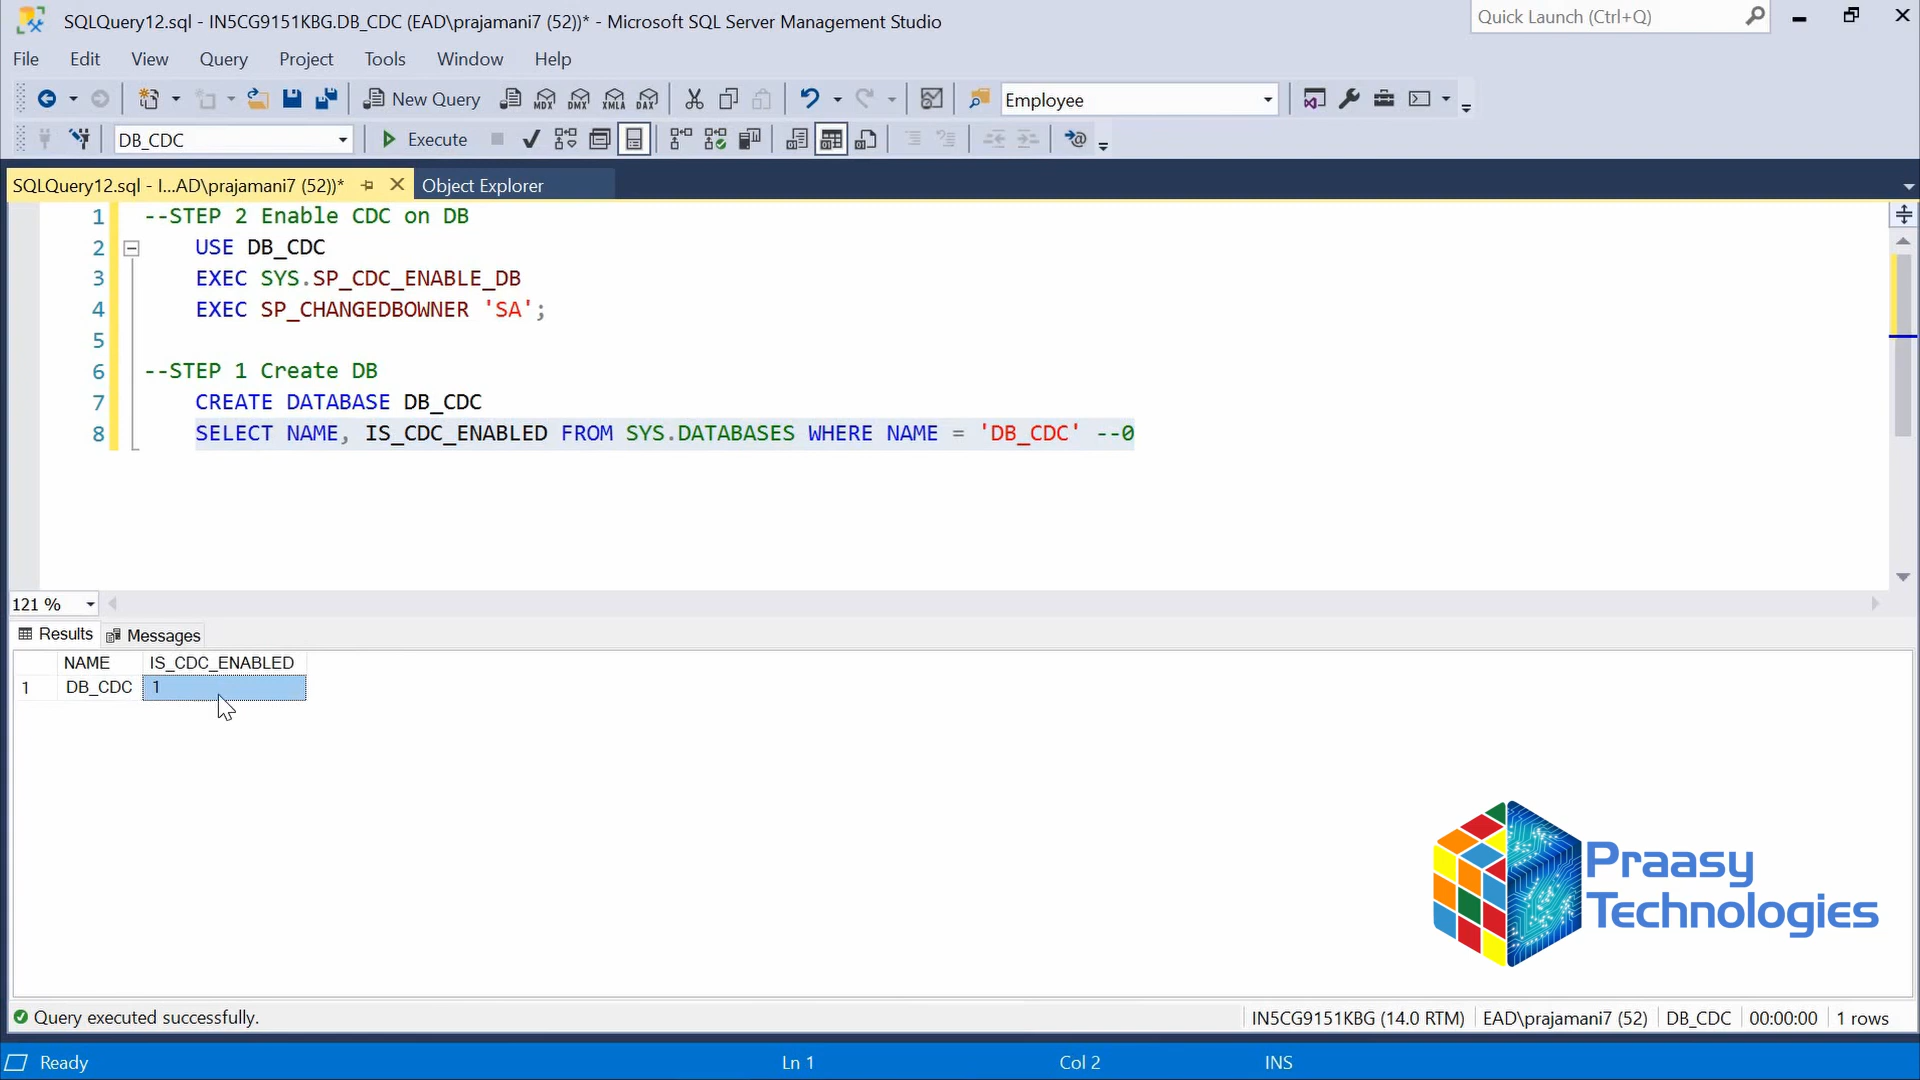 SQLQuery12.sql - IN5CG9151KBG.DB_CDC (EAD\prajamani7 (52))* - Microsoft SQL Server Management Studio
Quick Launch (Ctrl+Q)
File Edit View Query Project Tools Window Help
New Query MDX DMX XMLA DAX Employee
DB_CDC Execute
SQLQuery12.sql - I...AD\prajamani7 (52))* Object Explorer
1 --STEP 2 Enable CDC on DB
2 USE DB_CDC
3 EXEC SYS.SP_CDC_ENABLE_DB
4 EXEC SP_CHANGEDBOWNER 'SA';
5
6 --STEP 1 Create DB
7 CREATE DATABASE DB_CDC
8 SELECT NAME, IS_CDC_ENABLED FROM SYS.DATABASES WHERE NAME = 'DB_CDC' --0
121 %
Results Messages
NAME IS_CDC_ENABLED
1 DB_CDC 1
Praasy
Technologies
Query executed successfully. IN5CG9151KBG (14.0 RTM) EAD\prajamani7 (52) DB_CDC 00:00:00 1 rows
Ready Ln 1 Col 2 INS